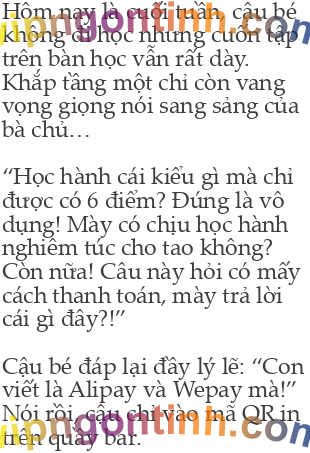 Hôm nay là cuối tuần, cậu bé
không đi học nhưng cuốn tập
trên bàn học vẫn rất dày.
Khắp tầng một chỉ còn vang
vọng giọng nói sang sảng của
bà chủ…
“Học hành cái kiểu gì mà chỉ
được có 6 điểm? Đúng là vô
dụng! Mày có chịu học hành
nghiêm túc cho tao không?
Còn nữa! Câu này hỏi có mấy
cách thanh toán, mày trả lời
cái gì đây?!”
Cậu bé đáp lại đầy lý lẽ: “Con
viết là Alipay và Wepay mà!”
Nói rồi, cậu chỉ vào mã QR in
trên quầy bar.
vipngontinh.com
vipngontinh.com